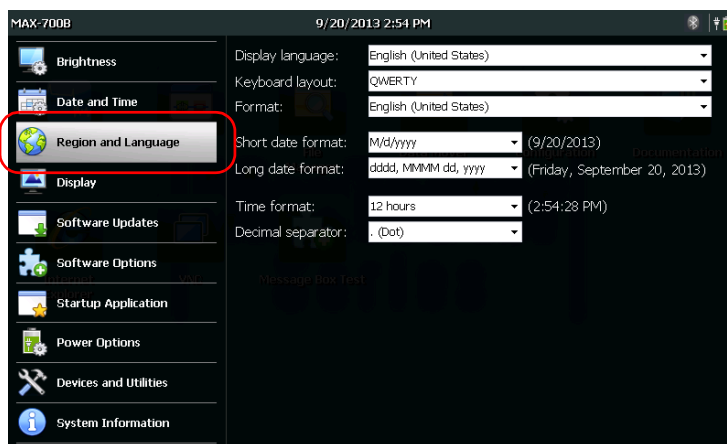 MAX-700B 9/20/2013 2:54 PM
Brightness
Date and Time
Region and Language
Display
Software Updates
Software Options
Startup Application
Power Options
Devices and Utilities
System Information
Display language: English (United States)
Keyboard layout: QWERTY
Format: English (United States)
Short date format: M/d/yyyy (9/20/2013)
Long date format: dddd, MMMM dd, yyyy (Friday, September 20, 2013)
Time format: 12 hours (2:54:28 PM)
Decimal separator: . (Dot)
Documentation
VNC
Message Box Test